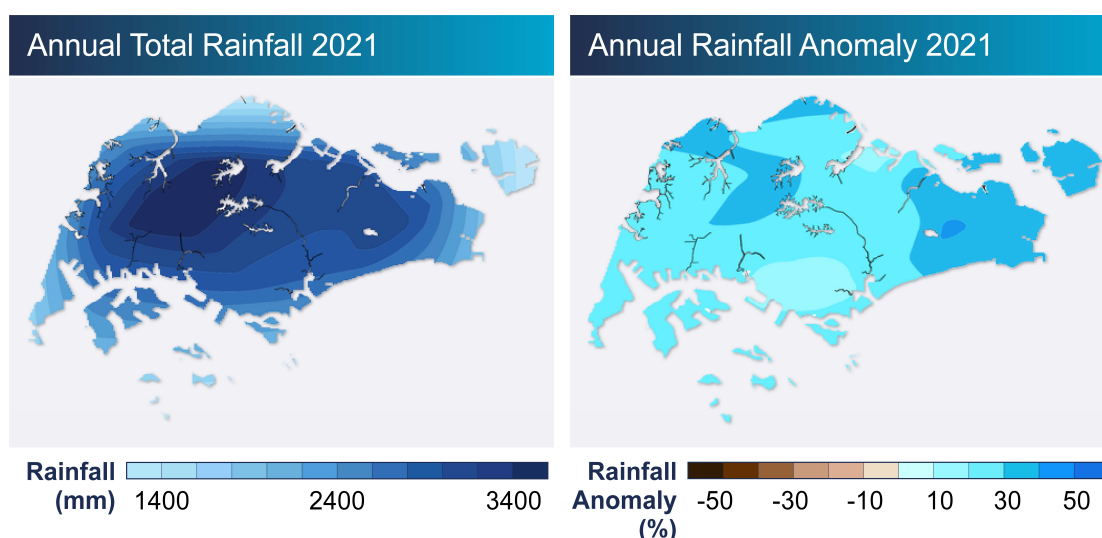 Annual Total Rainfall 2021
Annual Rainfall Anomaly 2021
Rainfall
(mm)
1400 2400 3400
Rainfall
Anomaly
(%)
-50 -30 -10 10 30 50